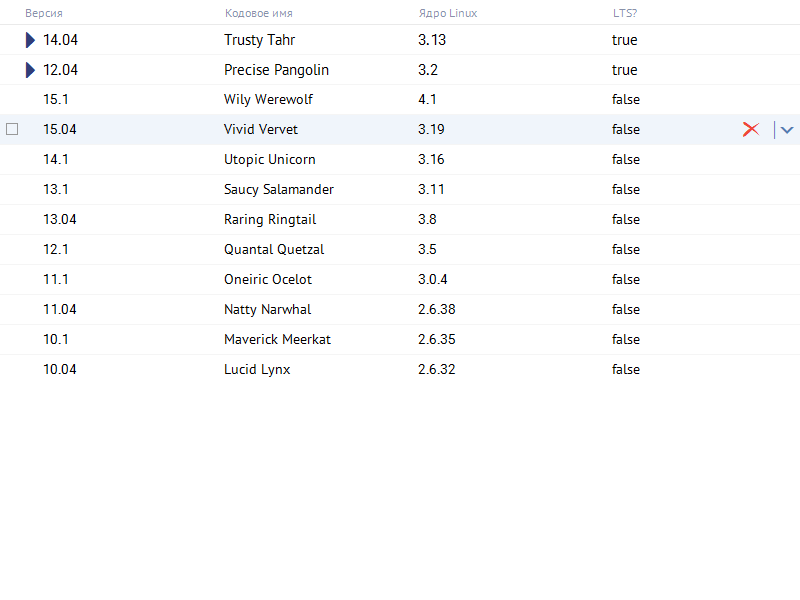 Версия Кодовое имя Ядро Linux LTS?
14.04 Trusty Tahr 3.13 true
12.04 Precise Pangolin 3.2 true
15.1 Wily Werewolf 4.1 false
15.04 Vivid Vervet 3.19 false
14.1 Utopic Unicorn 3.16 false
13.1 Saucy Salamander 3.11 false
13.04 Raring Ringtail 3.8 false
12.1 Quantal Quetzal 3.5 false
11.1 Oneiric Ocelot 3.0.4 false
11.04 Natty Narwhal 2.6.38 false
10.1 Maverick Meerkat 2.6.35 false
10.04 Lucid Lynx 2.6.32 false